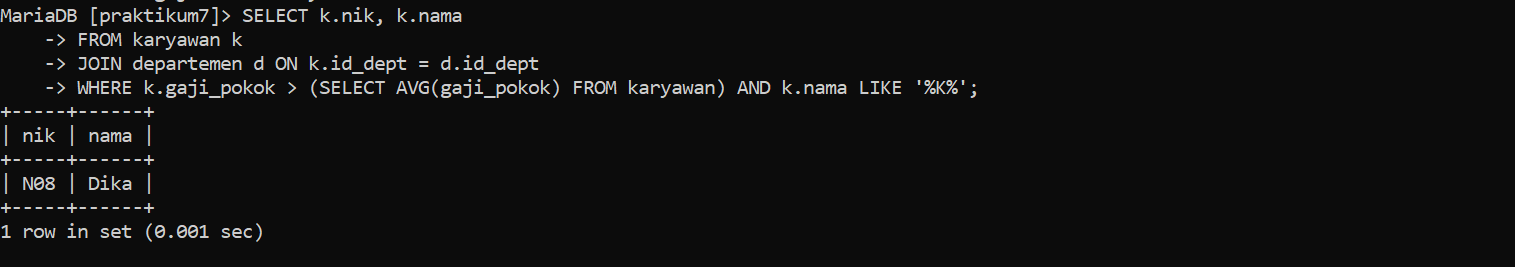 MariaDB [praktikum7]> SELECT k.nik, k.nama
    -> FROM karyawan k
    -> JOIN departemen d ON k.id_dept = d.id_dept
    -> WHERE k.gaji_pokok > (SELECT AVG(gaji_pokok) FROM karyawan) AND k.nama LIKE '%K%';
+-----+------+
| nik | nama |
+-----+------+
| N08 | Dika |
+-----+------+
1 row in set (0.001 sec)